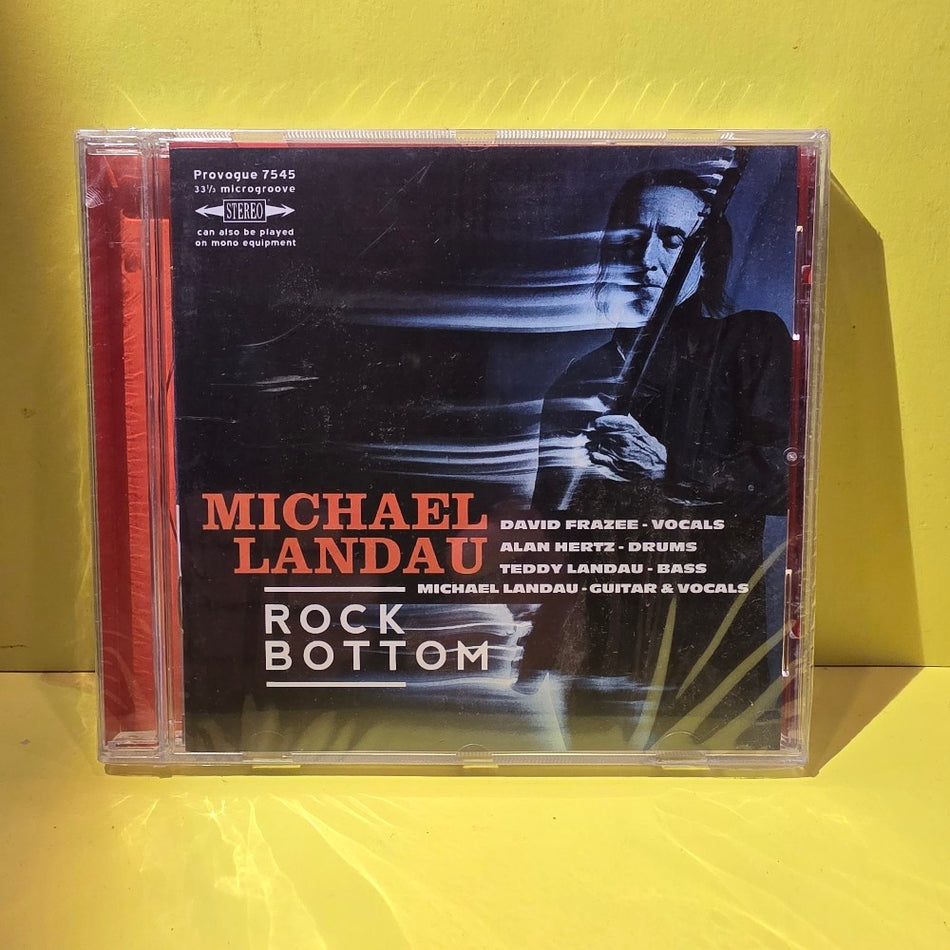 Provogue 7545
33⅓ microgroove
STEREO
can also be played
on mono equipment
MICHAEL
LANDAU
DAVID FRAZEE - VOCALS
ALAN HERTZ - DRUMS
TEDDY LANDAU - BASS
MICHAEL LANDAU - GUITAR & VOCALS
ROCK
BOTTOM